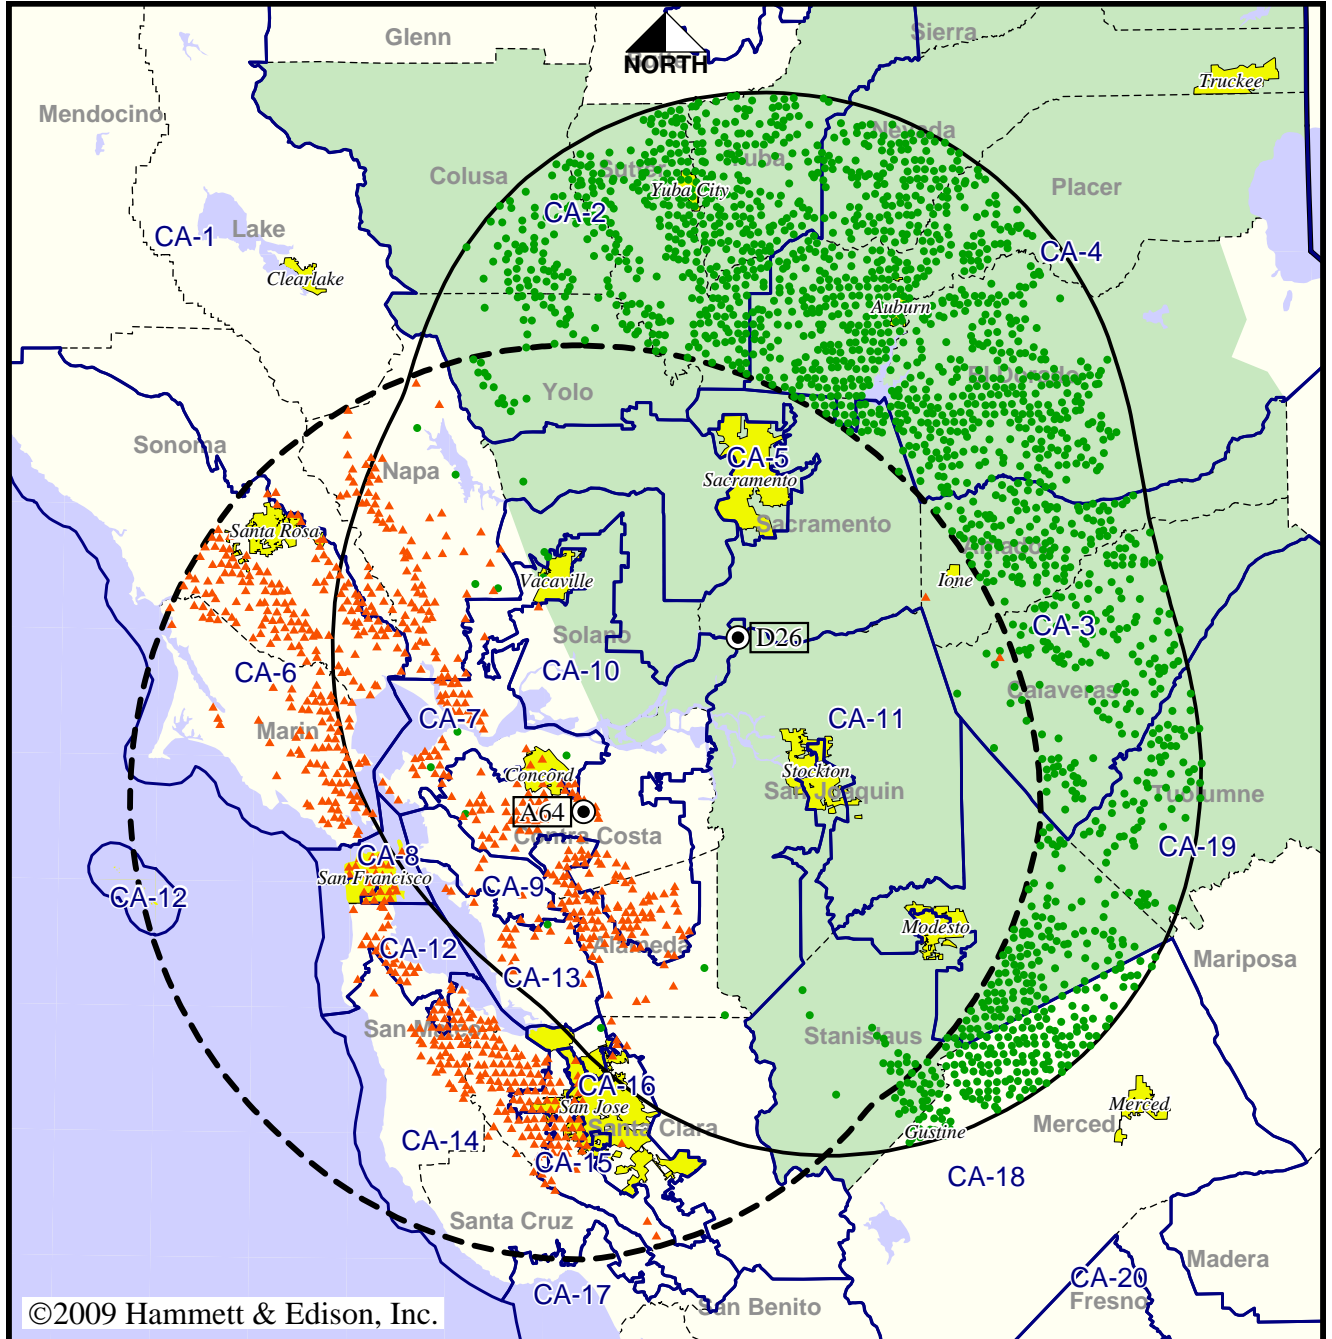 Glenn
Sierra
NORTH
Truckee
Mendocino
Nevada
Sutter
Yuba
Colusa
Yuba City
Placer
CA-2
Lake
CA-1
CA-4
Clearlake
Auburn
El Dorado
Yolo
Sonoma
Napa
CA-5
Sacramento
Sacramento
Santa Rosa
Amador
Vacaville
Ione
Solano
D26
CA-3
CA-6
CA-10
Calaveras
CA-7
CA-11
Marin
Concord
Stockton
San Joaquin
Tuolumne
A64
Contra Costa
CA-8
CA-19
San Francisco
CA-9
CA-12
Modesto
CA-12
Alameda
Mariposa
CA-13
San Mateo
Stanislaus
CA-16
San Jose
Merced
Santa Clara
Merced
Gustine
CA-14
CA-15
CA-18
Santa Cruz
Madera
CA-20
CA-17
Fresno
San Benito
©2009 Hammett & Edison, Inc.